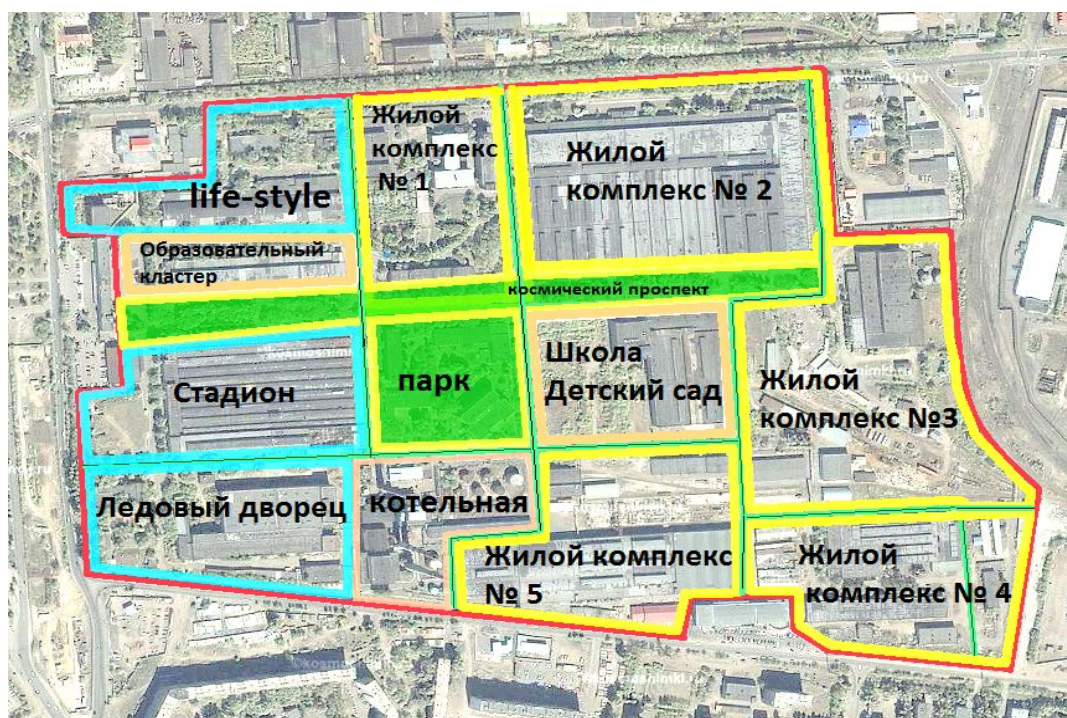 Жилой
комплекс
№ 1
Жилой
комплекс № 2
life-style
Образовательный
кластер
космический проспект
Стадион
парк
Школа
Детский сад
Жилой
комплекс №3
Ледовый дворец
котельная
Жилой комплекс
№ 5
Жилой
комплекс № 4